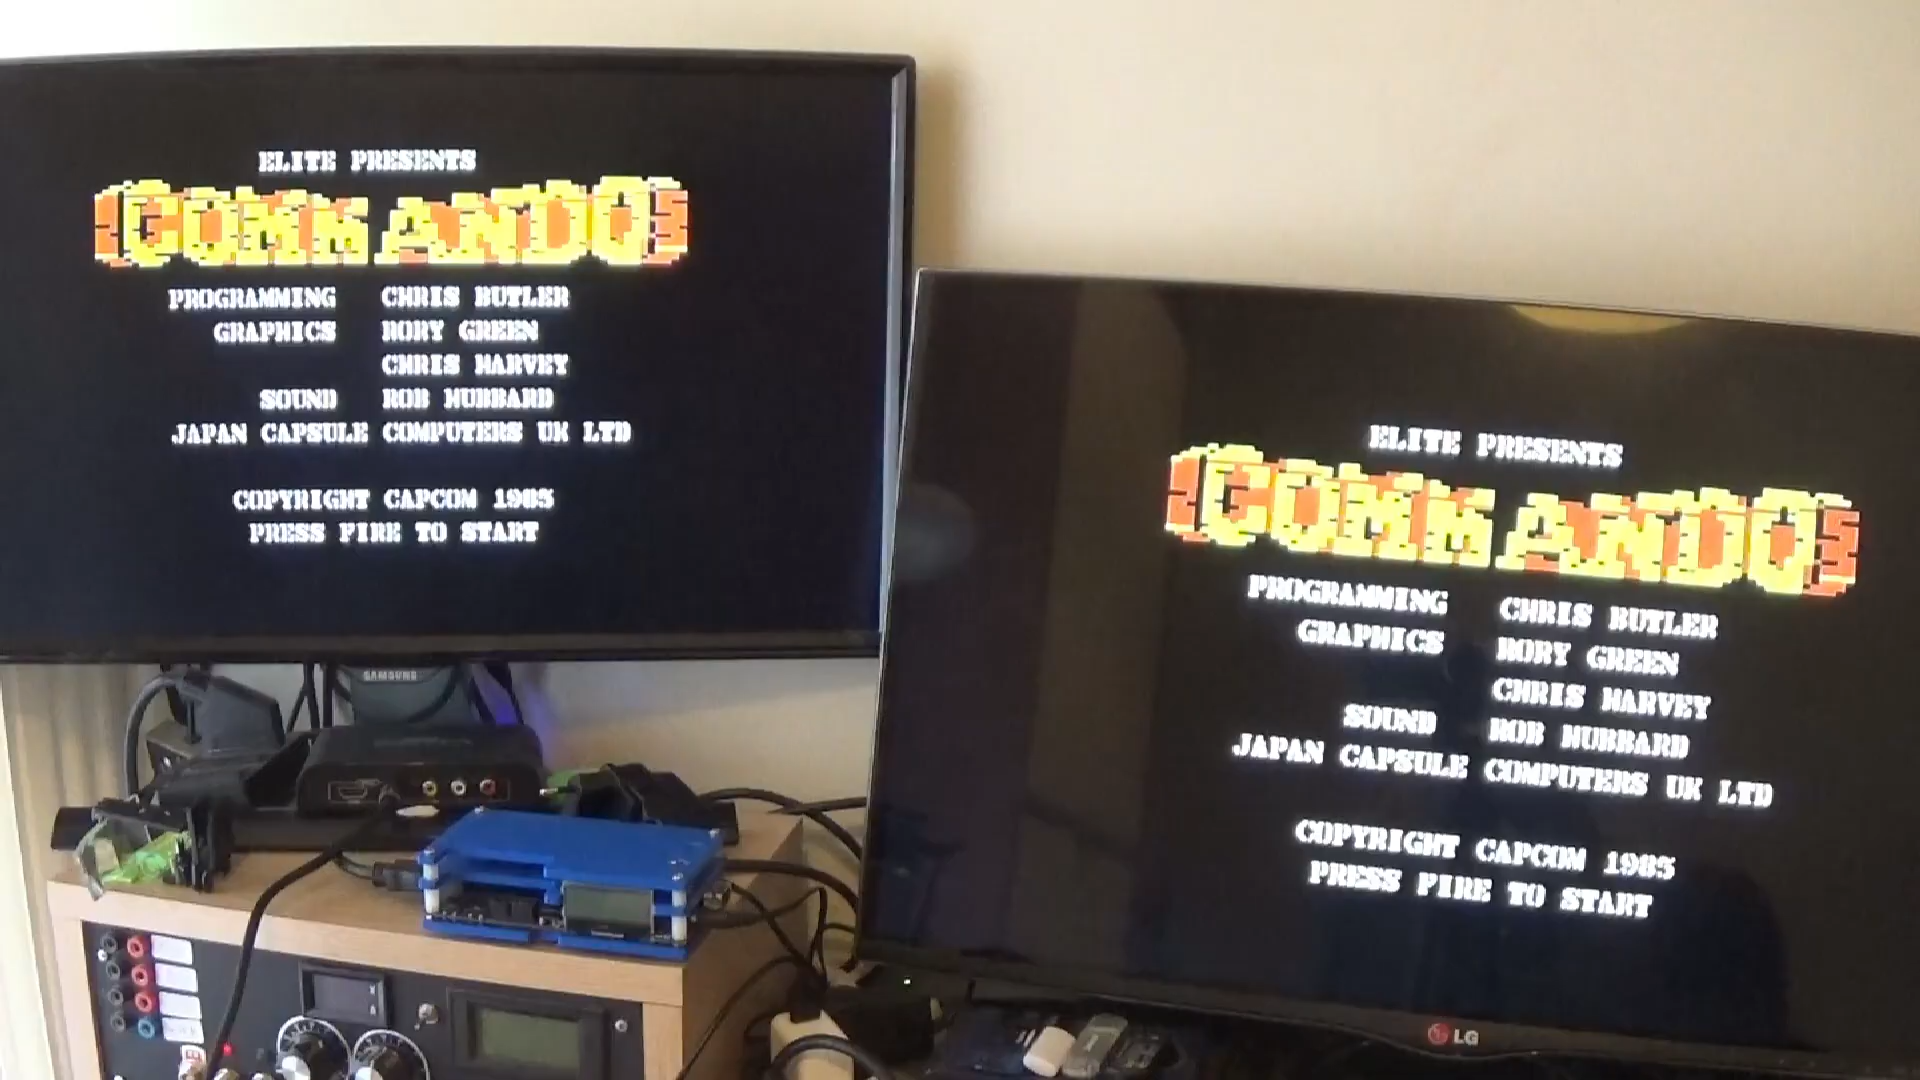 ELITE PRESENTS
COMMANDO
PROGRAMMING CHRIS BUTLER
GRAPHICS RORY GREEN
CHRIS HARVEY
SOUND ROB HUBBARD
JAPAN CAPSULE COMPUTERS UK LTD
COPYRIGHT CAPCOM 1985
PRESS FIRE TO START
SAMSUNG
ELITE PRESENTS
COMMANDO
PROGRAMMING CHRIS BUTLER
GRAPHICS RORY GREEN
CHRIS HARVEY
SOUND ROB HUBBARD
JAPAN CAPSULE COMPUTERS UK LTD
COPYRIGHT CAPCOM 1985
PRESS FIRE TO START
LG